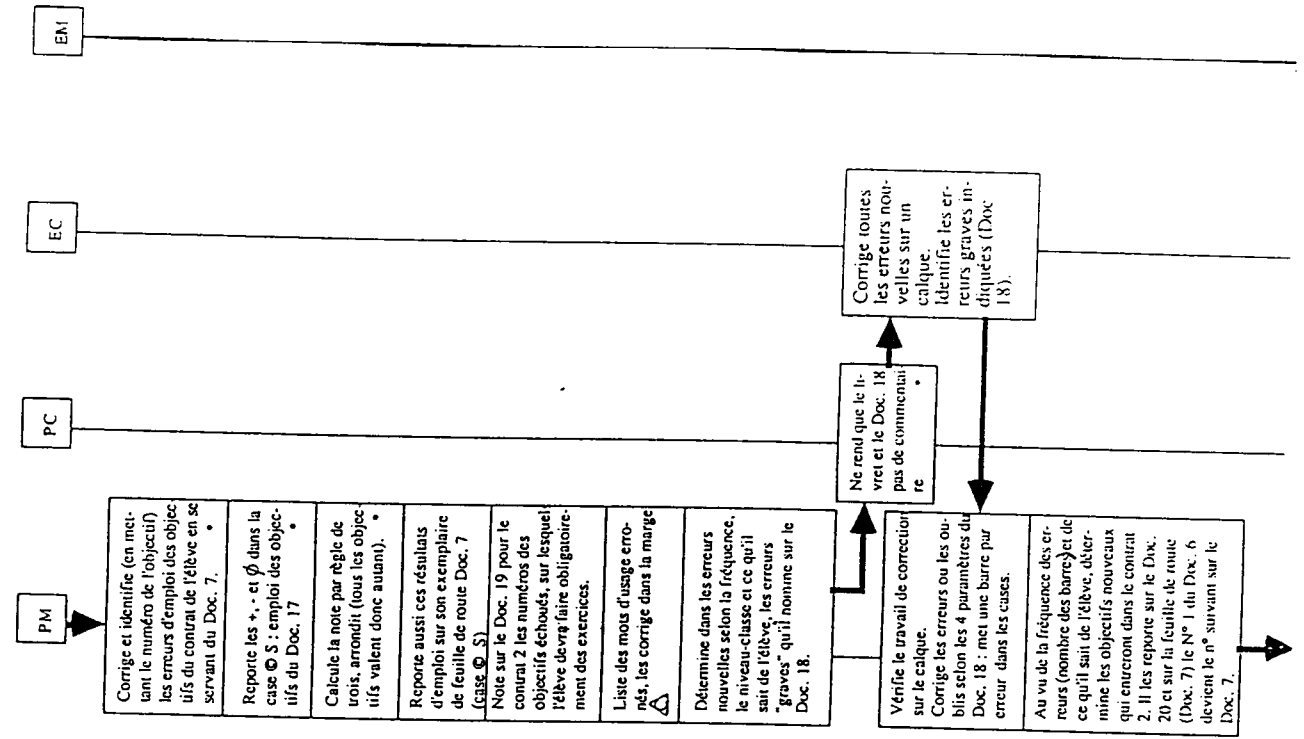 PM
PC
EC
EM
Corrige et identifie (en met-
tant le numéro de l'objectif)
les erreurs d'emploi des objec
tifs du contrat de l'élève en se
servant du Doc. 7. •
Reporte les +, - et ø dans la
case © S : emploi des objec-
tifs du Doc. 17 •
Calcule la note par règle de
trois, arrondit (tous les objec-
tifs valent donc autant). •
Reporte aussi ces résultats
d'emploi sur son exemplaire
de feuille de route Doc. 7
(case © S)
Note sur le Doc. 19 pour le
contrat 2 les numéros des
objectifs échoués, sur lesquels
l'élève devra faire obligatoire-
ment des exercices.
Liste des mots d'usage erro-
nés, les corrige dans la marge
Détermine dans les erreurs
nouvelles selon la fréquence,
le niveau-classe et ce qu'il
sait de l'élève, les erreurs
"graves" qu'il nomme sur le
Doc. 18.
Ne rend que le li-
vret et le Doc. 18
pas de commentai-
re •
Corrige toutes
les erreurs nou-
velles sur un
calque.
Identifie les er-
reurs graves in-
diquées (Doc
18).
Vérifie le travail de correction
sur le calque.
Corrige les erreurs ou les ou-
blis selon les 4 paramètres du
Doc. 18 : met une barre par
erreur dans les cases.
Au vu de la fréquence des er-
reurs (nombre des barres) et de
ce qu'il sait de l'élève, déter-
mine les objectifs nouveaux
qui entreront dans le contrat
2. Il les reporte sur le Doc.
20 et sur la feuille de route
(Doc. 7) le N° 1 du Doc. 6
devient le n° suivant sur le
Doc. 7.